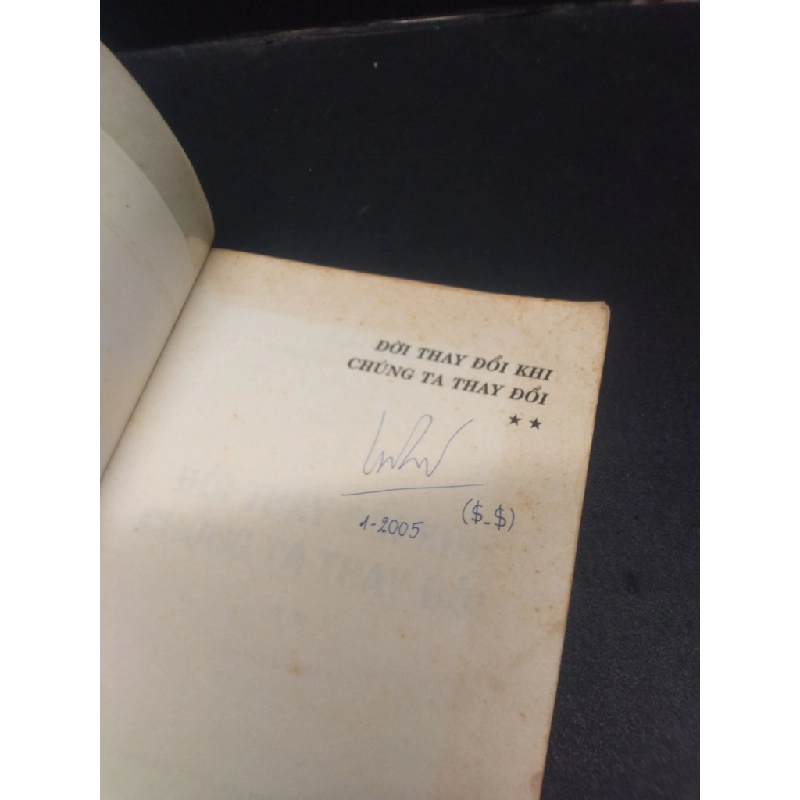 ĐỜI THAY ĐỔI KHI
CHÚNG TA THAY ĐỔI
★ ★
1-2005 ($_$)